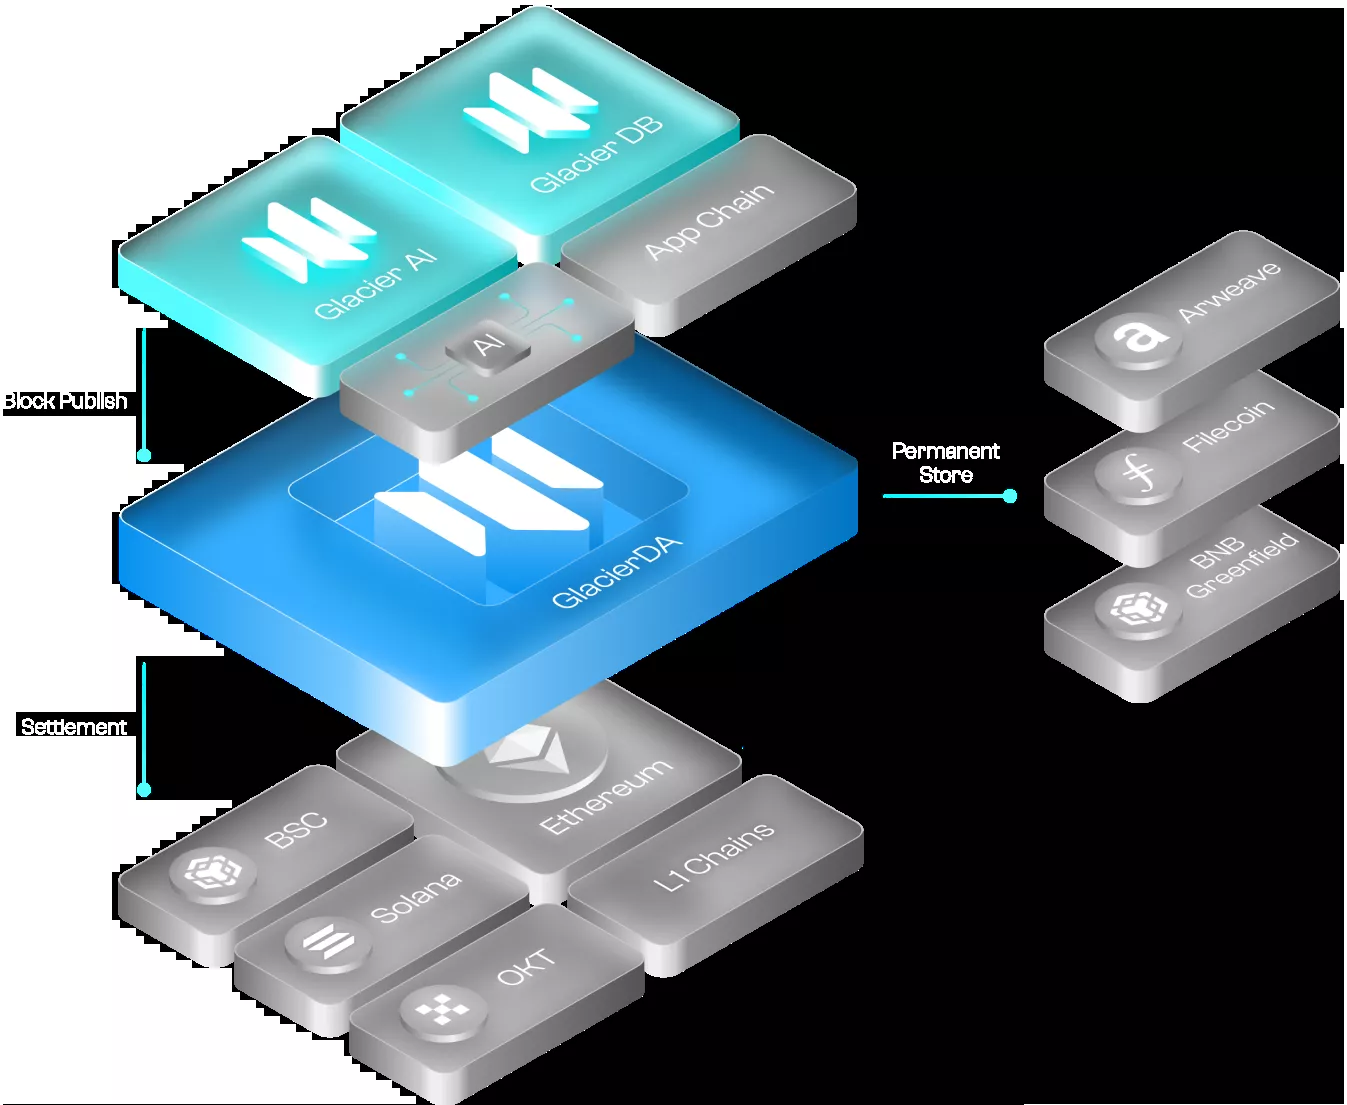 Glacier DB
Glacier AI
App Chain
AI
Block Publish
GlacierDA
Permanent
Store
Arweave
a
Filecoin
BNB
Greenfield
Settlement
Ethereum
BSC
Solana
OKT
L1 Chains